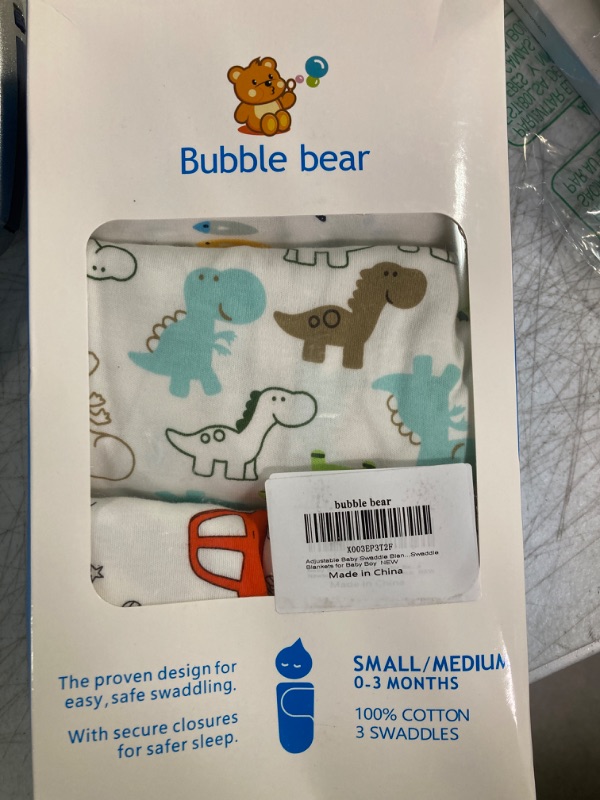 Bubble bear
bubble bear
X003EP3T2F
Adjustable Baby Swaddle Blan...Swaddle
Blankets for Baby Boy NEW
Made in China
The proven design for
easy, safe swaddling.
With secure closures
for safer sleep.
SMALL/MEDIUM
0-3 MONTHS
100% COTTON
3 SWADDLES